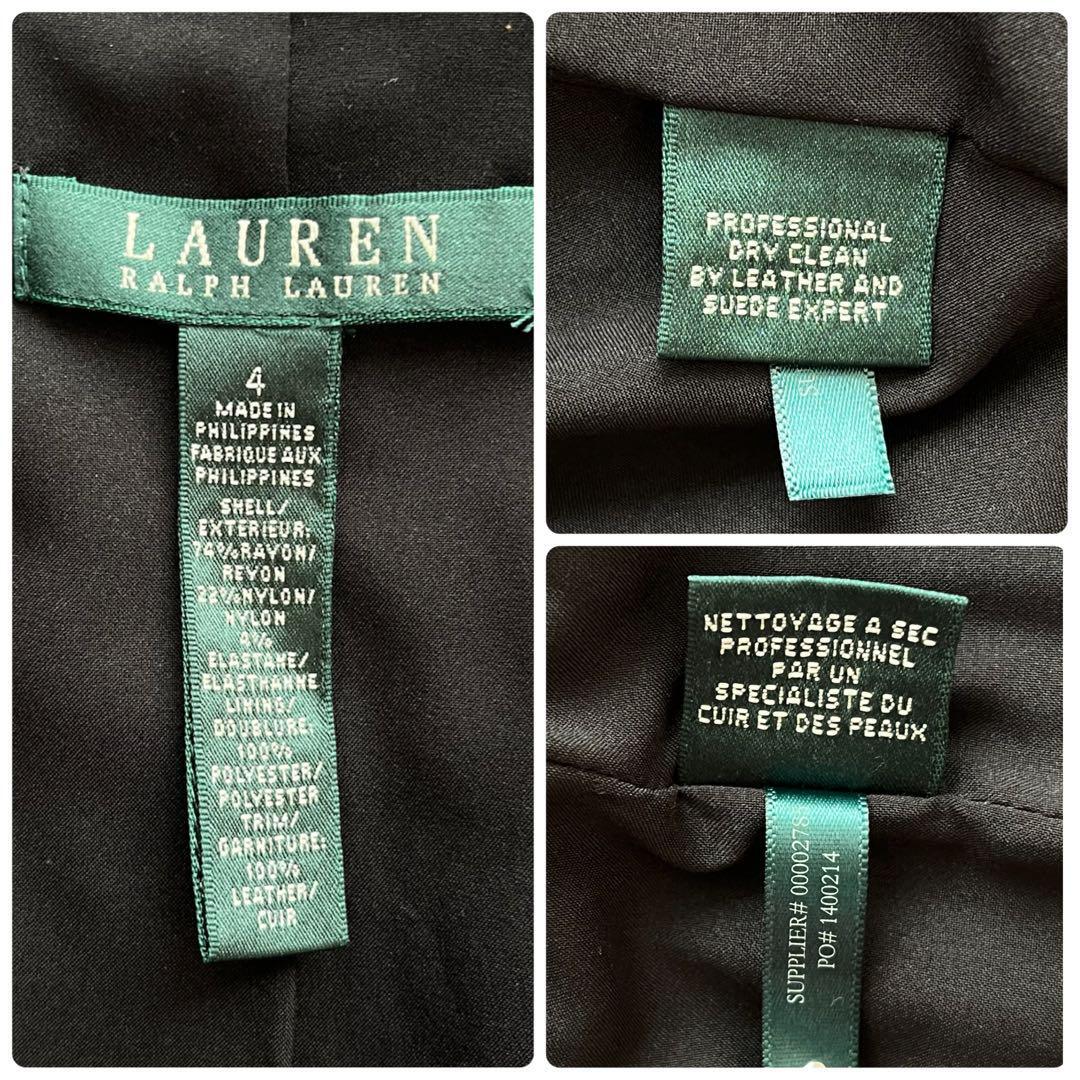 LAUREN
RALPH LAUREN
4
MADE IN
PHILIPPINES
FABRIQUE AUX
PHILIPPINES
SHELL/
EXTERIEUR:
74%RAYON/
REYON
22%NYLON/
NYLON
4%
ELASTANE/
ELASTHANNE
LINING/
DOUBLURE:
100%
POLYESTER/
POLYESTER
TRIM/
GARNITURE:
100%
LEATHER/
CUIR
PROFESSIONAL
DRY CLEAN
BY LEATHER AND
SUEDE EXPERT
NETTOYAGE A SEC
PROFESSIONNEL
PAR UN
SPECIALISTE DU
CUIR ET DES PEAUX
SUPPLIER# 00002785
PO# 1400214